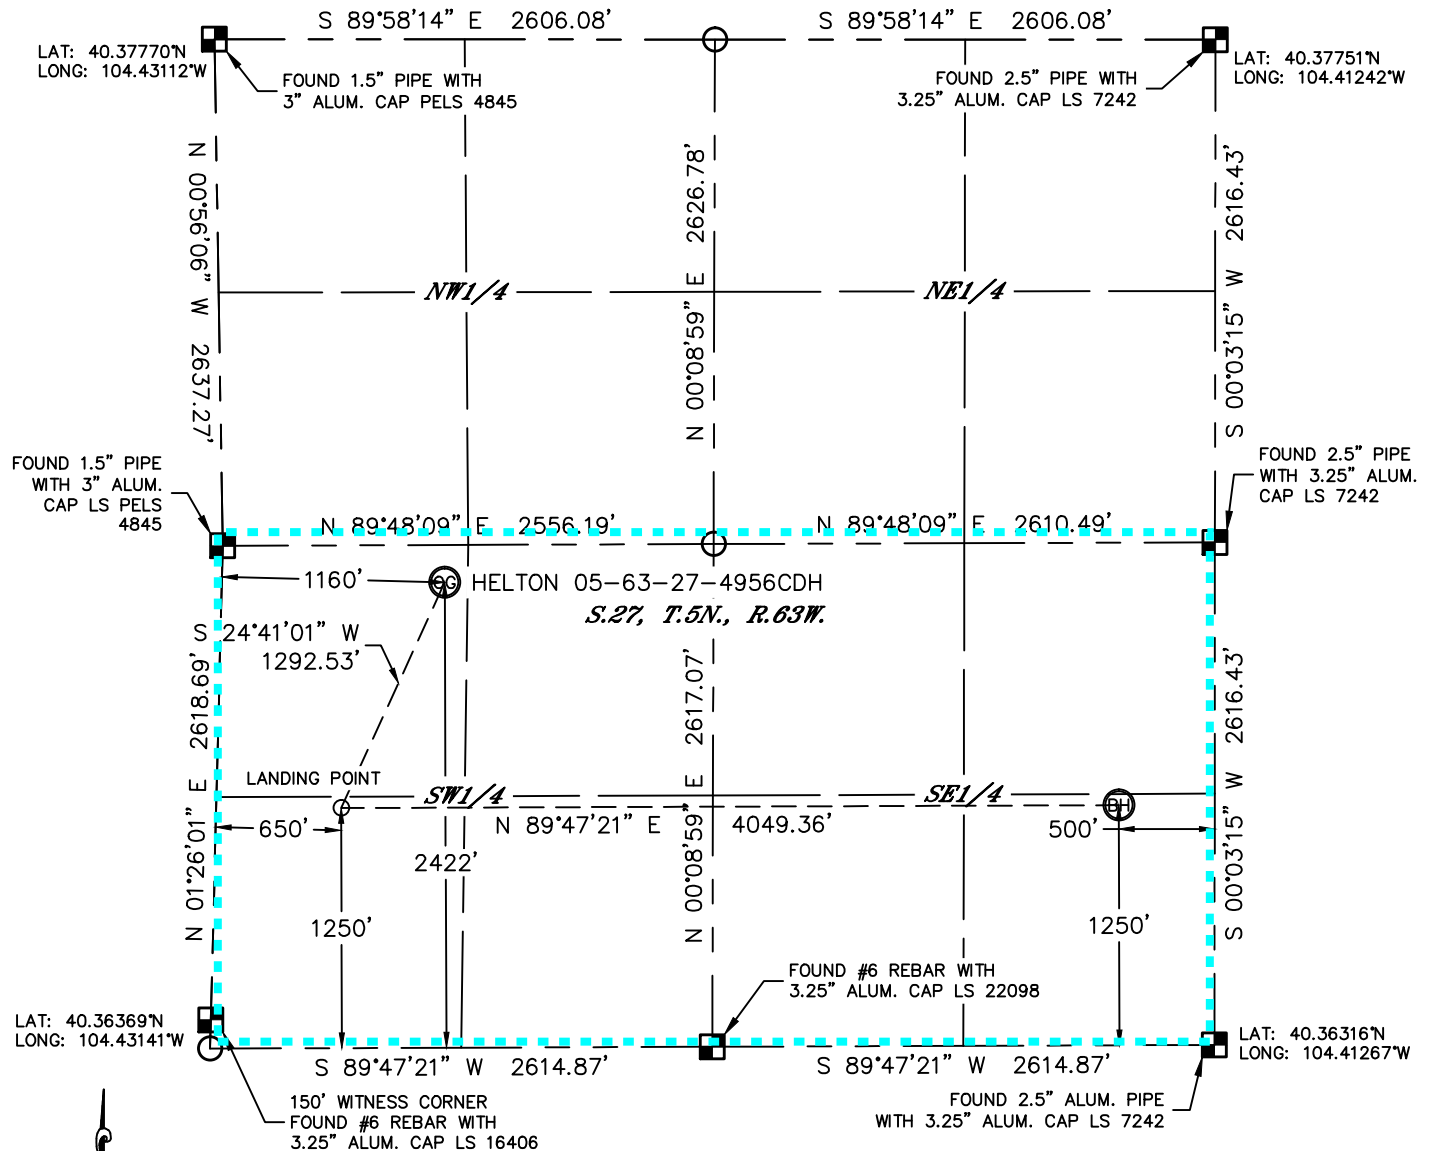 S 89°58'14" E 2606.08'
S 89°58'14" E 2606.08'
LAT: 40.37770°N
LONG: 104.43112°W
FOUND 1.5" PIPE WITH
3" ALUM. CAP PELS 4845
FOUND 2.5" PIPE WITH
3.25" ALUM. CAP LS 7242
LAT: 40.37751°N
LONG: 104.41242°W
N 00°56'06" W 2637.27'
N 00°08'59" E 2626.78'
S 00°03'15" W 2616.43'
NW1/4
NE1/4
FOUND 1.5" PIPE
WITH 3" ALUM.
CAP LS PELS
4845
FOUND 2.5" PIPE
WITH 3.25" ALUM.
CAP LS 7242
N 89°48'09" E 2556.19'
N 89°48'09" E 2610.49'
1160'
OG
HELTON 05-63-27-4956CDH
S.27, T.5N., R.63W.
S 24°41'01" W
1292.53'
N 01°26'01" E 2618.69'
N 00°08'59" E 2617.07'
S 00°03'15" W 2616.43'
LANDING POINT
SW1/4
SE1/4
BH
650'
N 89°47'21" E 4049.36'
500'
2422'
1250'
1250'
FOUND #6 REBAR WITH
3.25" ALUM. CAP LS 22098
LAT: 40.36369°N
LONG: 104.43141°W
LAT: 40.36316°N
LONG: 104.41267°W
S 89°47'21" W 2614.87'
S 89°47'21" W 2614.87'
150' WITNESS CORNER
FOUND #6 REBAR WITH
3.25" ALUM. CAP LS 16406
FOUND 2.5" ALUM. PIPE
WITH 3.25" ALUM. CAP LS 7242